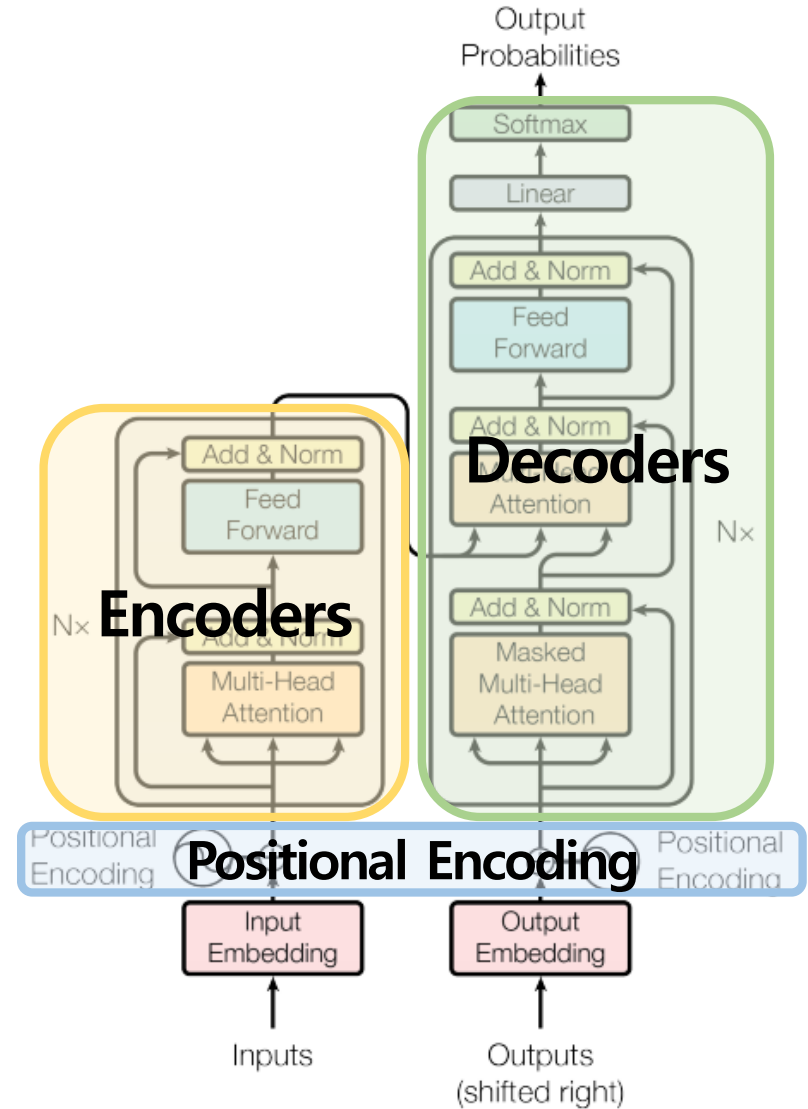 Output
Probabilities
Softmax
Linear
Add & Norm
Feed
Forward
Add & Norm
Multi-Head
Attention
Decoders
N×
Add & Norm
Masked
Multi-Head
Attention
Add & Norm
Feed
Forward
Encoders
N×
Add & Norm
Multi-Head
Attention
Positional
Encoding
Positional Encoding
Positional
Encoding
Input
Embedding
Output
Embedding
Inputs
Outputs
(shifted right)